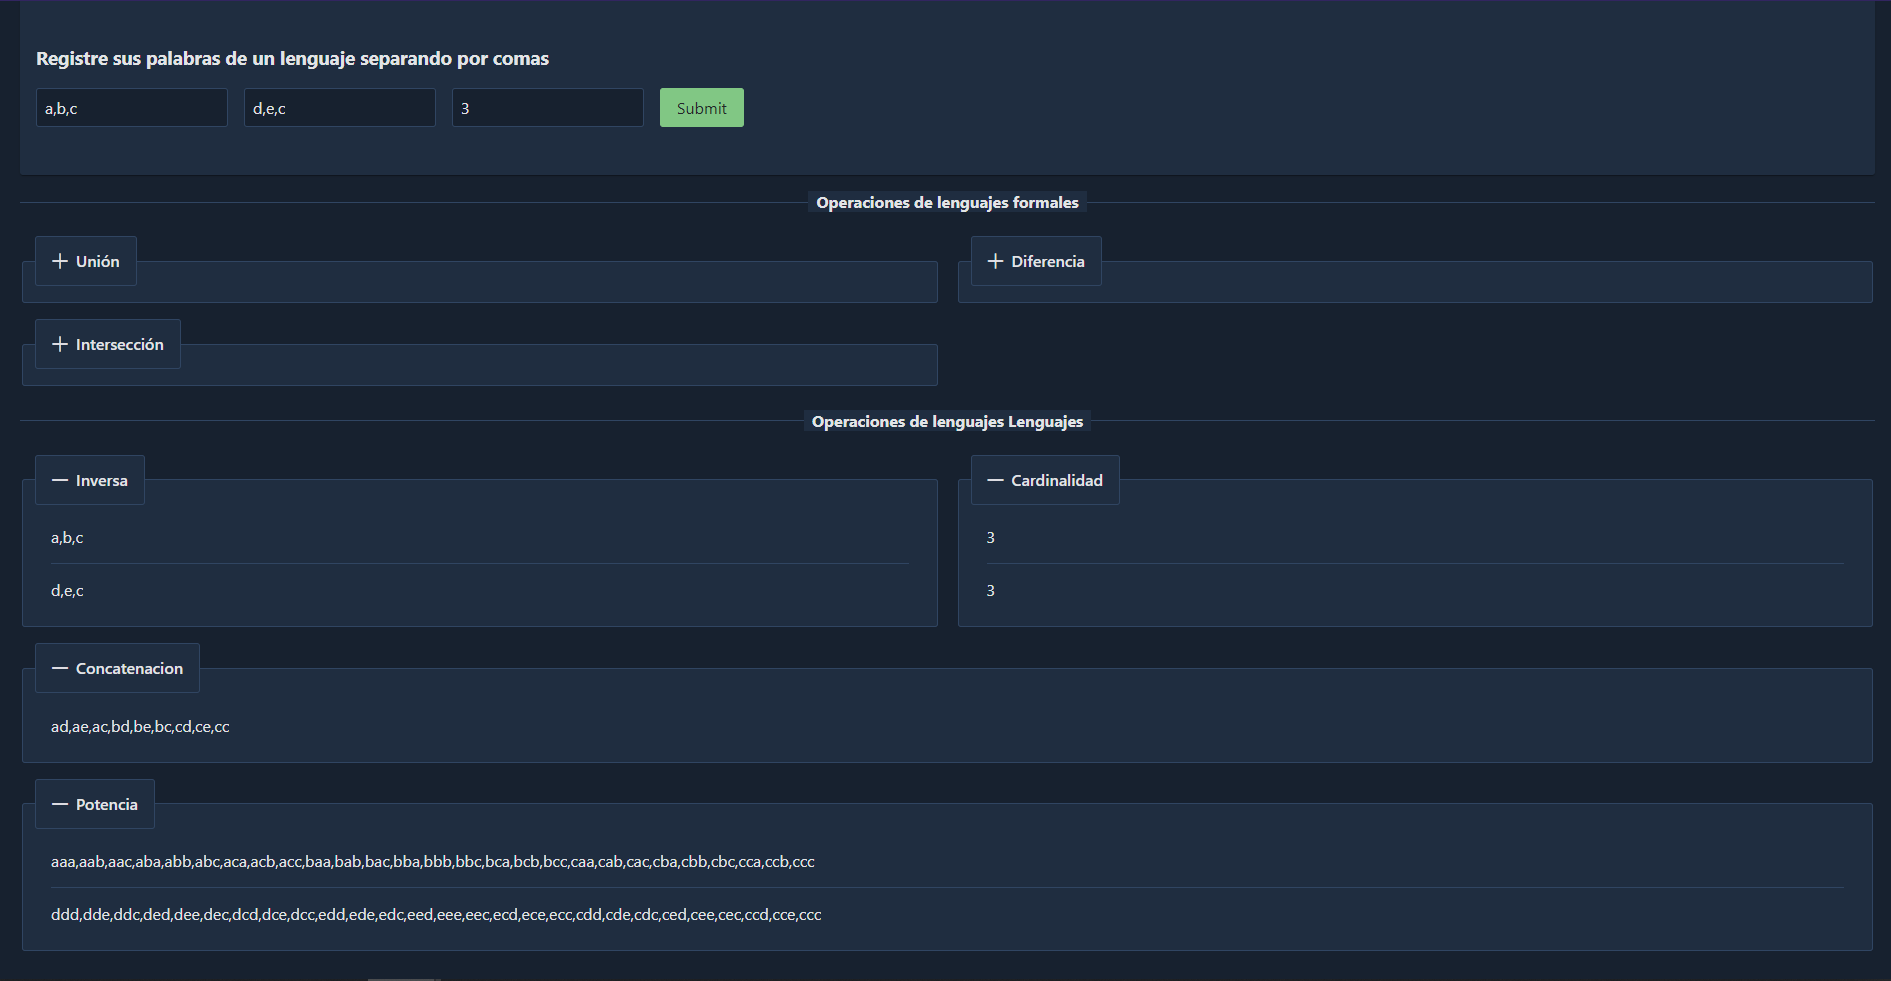 Registre sus palabras de un lenguaje separando por comas
a,b,c d,e,c 3 Submit
Operaciones de lenguajes formales
+ Unión + Diferencia
+ Intersección
Operaciones de lenguajes Lenguajes
— Inversa — Cardinalidad
a,b,c 3
d,e,c 3
— Concatenacion
ad,ae,ac,bd,be,bc,cd,ce,cc
— Potencia
aaa,aab,aac,aba,abb,abc,aca,acb,acc,baa,bab,bac,bba,bbb,bbc,bca,bcb,bcc,caa,cab,cac,cba,cbb,cbc,cca,ccb,ccc
ddd,dde,ddc,ded,dee,dec,dcd,dce,dcc,edd,ede,edc,eed,eee,eec,ecd,ece,ecc,cdd,cde,cdc,ced,cee,cec,ccd,cce,ccc